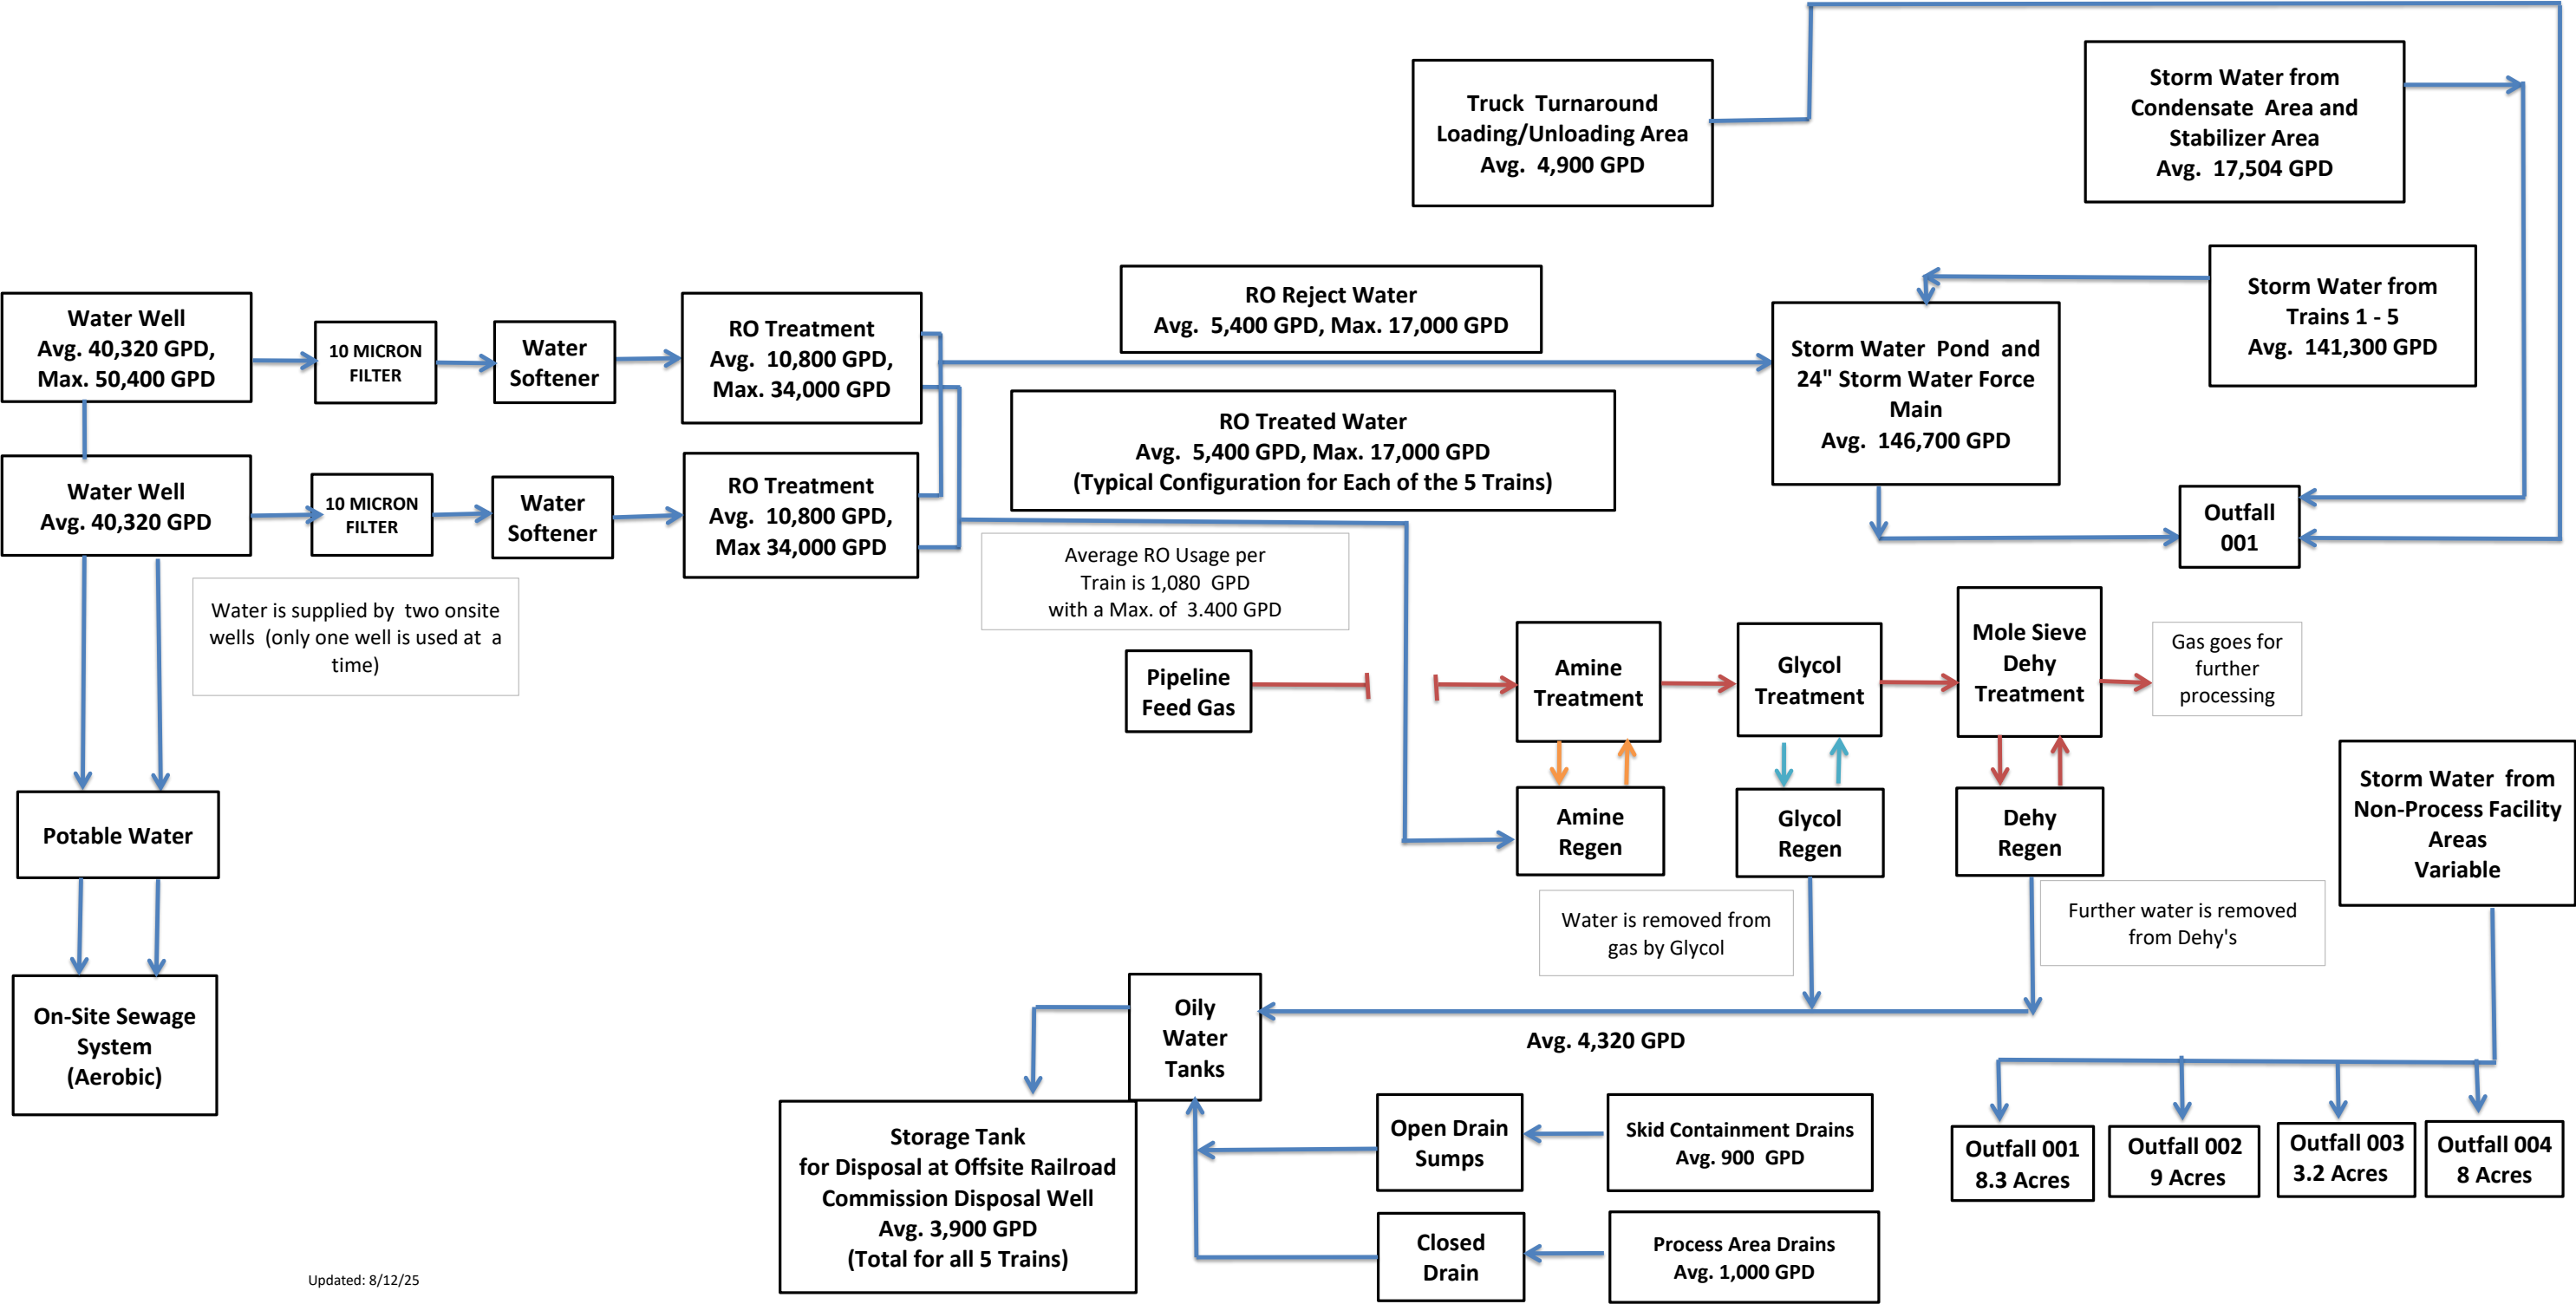 Truck Turnaround
Loading/Unloading Area
Avg. 4,900 GPD
Storm Water from
Condensate Area and
Stabilizer Area
Avg. 17,504 GPD
Water Well
Avg. 40,320 GPD,
Max. 50,400 GPD
10 MICRON
FILTER
Water
Softener
RO Treatment
Avg. 10,800 GPD,
Max. 34,000 GPD
RO Reject Water
Avg. 5,400 GPD, Max. 17,000 GPD
Storm Water Pond and
24" Storm Water Force
Main
Avg. 146,700 GPD
Storm Water from
Trains 1 - 5
Avg. 141,300 GPD
RO Treated Water
Avg. 5,400 GPD, Max. 17,000 GPD
(Typical Configuration for Each of the 5 Trains)
Water Well
Avg. 40,320 GPD
10 MICRON
FILTER
Water
Softener
RO Treatment
Avg. 10,800 GPD,
Max 34,000 GPD
Outfall
001
Average RO Usage per
Train is 1,080 GPD
with a Max. of 3.400 GPD
Water is supplied by two onsite
wells (only one well is used at a
time)
Pipeline
Feed Gas
Amine
Treatment
Glycol
Treatment
Mole Sieve
Dehy
Treatment
Gas goes for
further
processing
Potable Water
Amine
Regen
Glycol
Regen
Dehy
Regen
Storm Water from
Non-Process Facility
Areas
Variable
Water is removed from
gas by Glycol
Further water is removed
from Dehy's
On-Site Sewage
System
(Aerobic)
Oily
Water
Tanks
Avg. 4,320 GPD
Storage Tank
for Disposal at Offsite Railroad
Commission Disposal Well
Avg. 3,900 GPD
(Total for all 5 Trains)
Open Drain
Sumps
Skid Containment Drains
Avg. 900 GPD
Outfall 001
8.3 Acres
Outfall 002
9 Acres
Outfall 003
3.2 Acres
Outfall 004
8 Acres
Closed
Drain
Process Area Drains
Avg. 1,000 GPD
Updated: 8/12/25